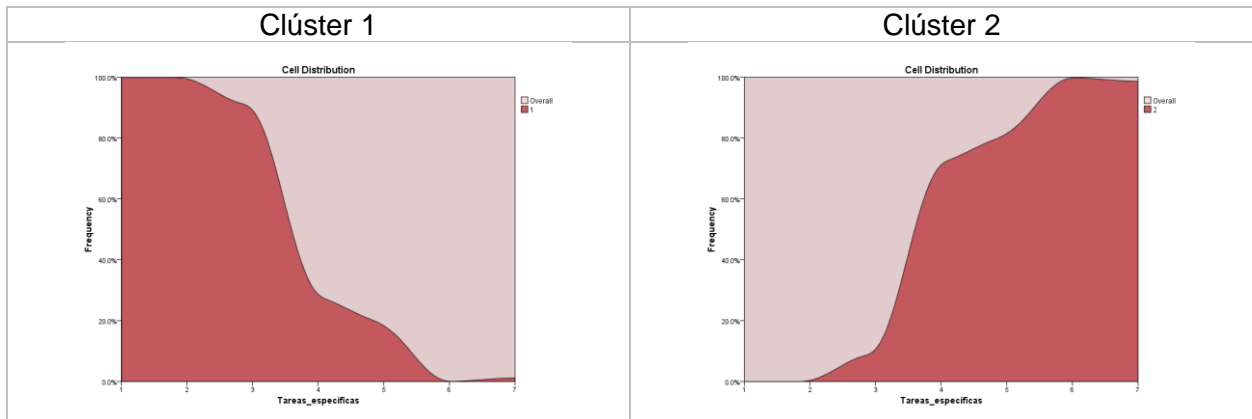 Clúster 1
Clúster 2
Cell Distribution
100.0%
80.0%
60.0%
40.0%
20.0%
0.0%
Frequency
1 2 3 4 5 6 7
Tareas_específicas
Overall
1
Cell Distribution
100.0%
80.0%
60.0%
40.0%
20.0%
0.0%
Frequency
1 2 3 4 5 6 7
Tareas_específicas
Overall
2